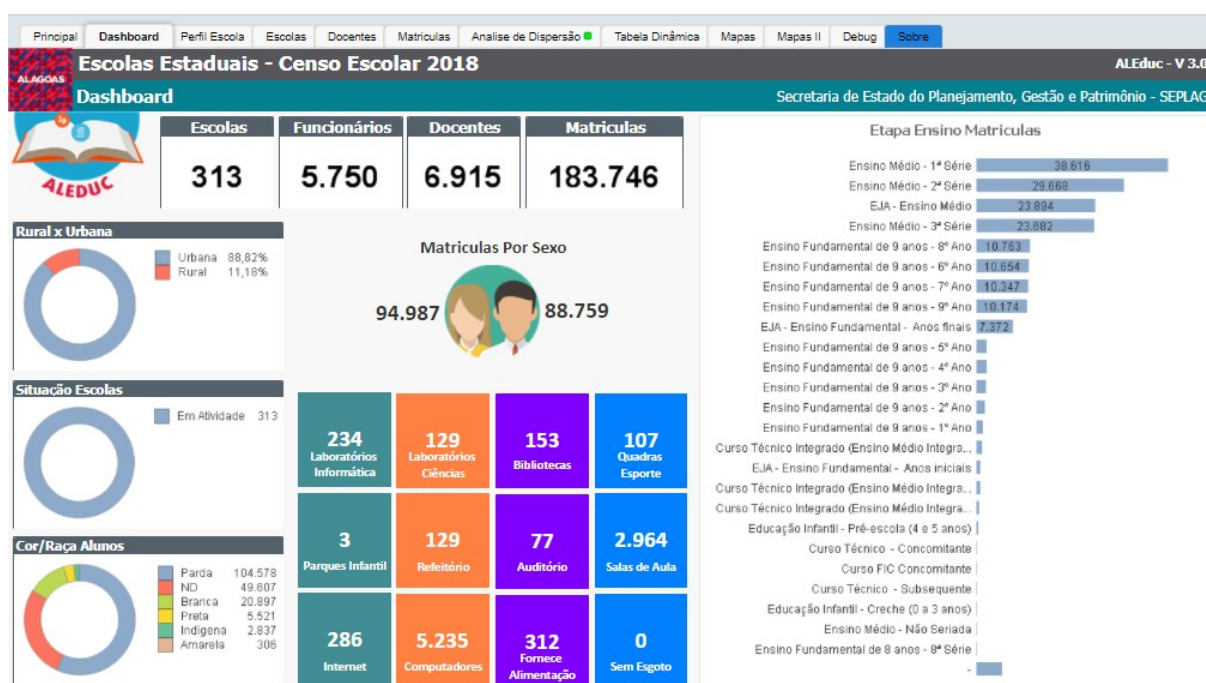 Principal Dashboard Perfil Escola Escolas Docentes Matriculas Analise de Dispersão Tabela Dinâmica Mapas Mapas II Debug Sobre
ALAGOAS
Escolas Estaduais - Censo Escolar 2018
ALEduc - V 3.0
Dashboard
Secretaria de Estado do Planejamento, Gestão e Patrimônio - SEPLAG
ALEDUC
Escolas
313
Funcionários
5.750
Docentes
6.915
Matriculas
183.746
Rural x Urbana
Urbana 88,82%
Rural 11,18%
Situação Escolas
Em Atividade 313
Cor/Raça Alunos
Parda 104.578
ND 49.607
Branca 20.897
Preta 5.521
Indigena 2.837
Amarela 306
Matriculas Por Sexo
94.987
88.759
234
Laboratórios
Informática
129
Laboratórios
Ciências
153
Bibliotecas
107
Quadras
Esporte
3
Parques Infantil
129
Refeitório
77
Auditório
2.964
Salas de Aula
286
Internet
5.235
Computadores
312
Fornece
Alimentação
0
Sem Esgoto
Etapa Ensino Matriculas
Ensino Médio - 1ª Série 38.616
Ensino Médio - 2ª Série 29.668
EJA - Ensino Médio 23.894
Ensino Médio - 3ª Série 23.682
Ensino Fundamental de 9 anos - 8º Ano 10.763
Ensino Fundamental de 9 anos - 6º Ano 10.654
Ensino Fundamental de 9 anos - 7º Ano 10.347
Ensino Fundamental de 9 anos - 9º Ano 10.174
EJA - Ensino Fundamental - Anos finais 7.372
Ensino Fundamental de 9 anos - 5º Ano
Ensino Fundamental de 9 anos - 4º Ano
Ensino Fundamental de 9 anos - 3º Ano
Ensino Fundamental de 9 anos - 2º Ano
Ensino Fundamental de 9 anos - 1º Ano
Curso Técnico Integrado (Ensino Médio Integra...
EJA - Ensino Fundamental - Anos iniciais
Curso Técnico Integrado (Ensino Médio Integra...
Curso Técnico Integrado (Ensino Médio Integra...
Educação Infantil - Pré-escola (4 e 5 anos)
Curso Técnico - Concomitante
Curso FIC Concomitante
Curso Técnico - Subsequente
Educação Infantil - Creche (0 a 3 anos)
Ensino Médio - Não Seriada
Ensino Fundamental de 8 anos - 8ª Série
-